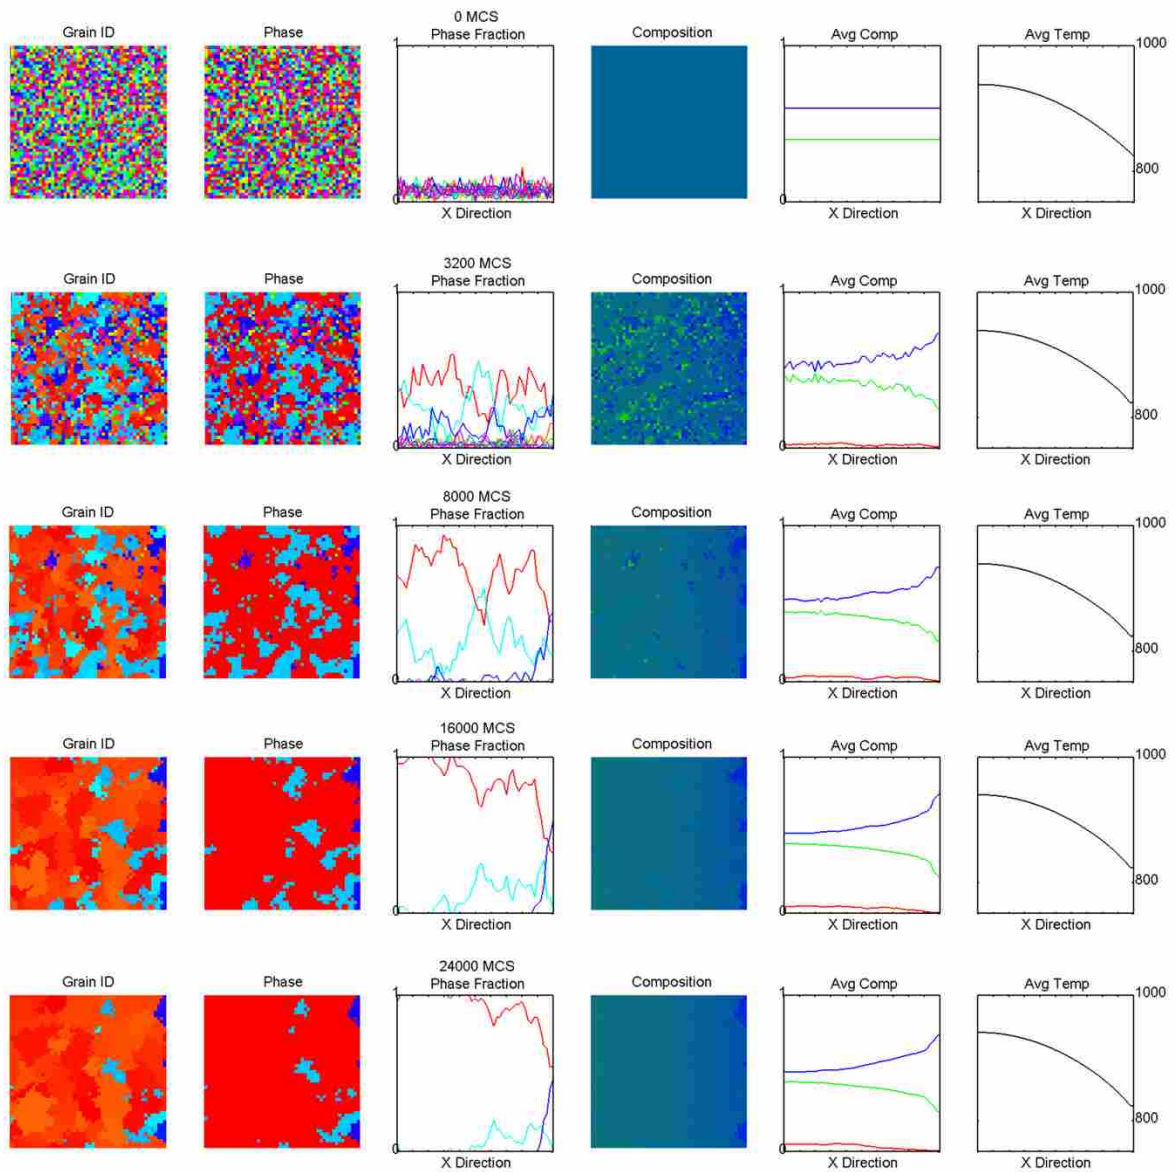 0 MCS
Grain ID Phase Phase Fraction Composition Avg Comp Avg Temp
1 1 1000
800
0 0
X Direction X Direction
3200 MCS
Grain ID Phase Phase Fraction Composition Avg Comp Avg Temp
1 1 1000
800
0 0
X Direction X Direction
8000 MCS
Grain ID Phase Phase Fraction Composition Avg Comp Avg Temp
1 1 1000
800
0 0
X Direction X Direction
16000 MCS
Grain ID Phase Phase Fraction Composition Avg Comp Avg Temp
1 1 1000
800
0 0
X Direction X Direction
24000 MCS
Grain ID Phase Phase Fraction Composition Avg Comp Avg Temp
1 1 1000
800
0 0
X Direction X Direction